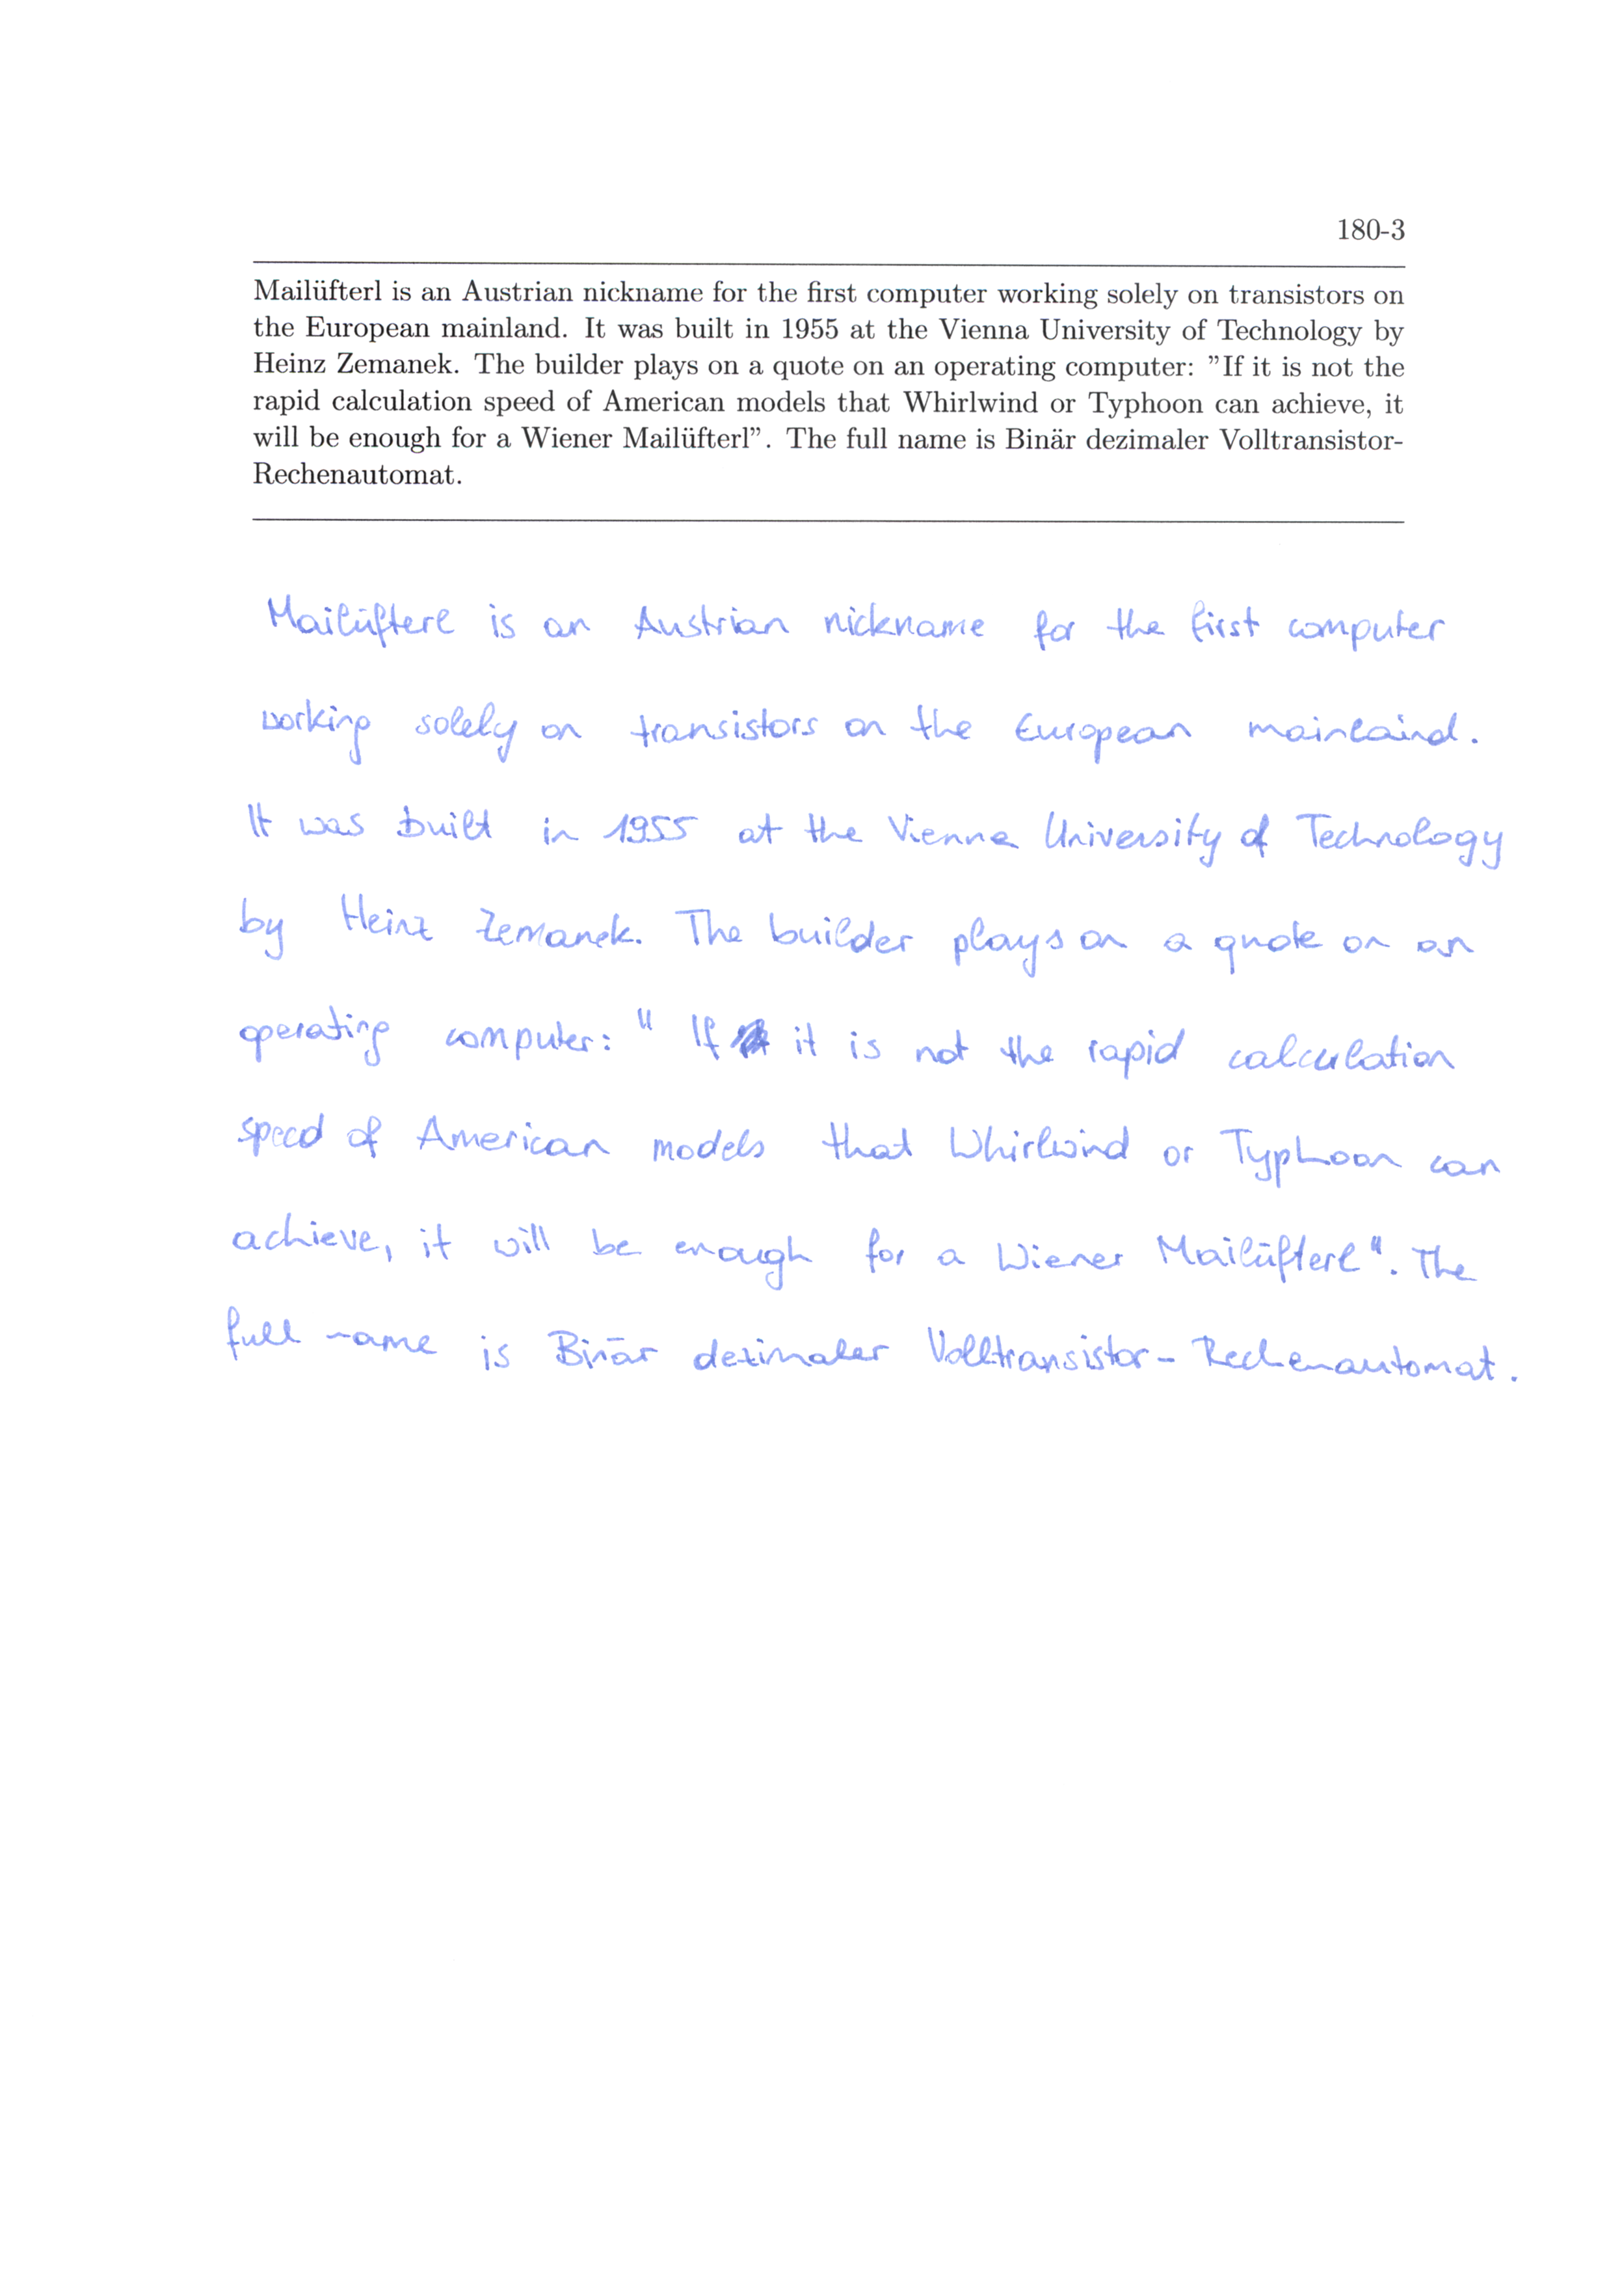 180-3
Mailüfterl is an Austrian nickname for the first computer working solely on transistors on
the European mainland. It was built in 1955 at the Vienna University of Technology by
Heinz Zemanek. The builder plays on a quote on an operating computer: ”If it is not the
rapid calculation speed of American models that Whirlwind or Typhoon can achieve, it
will be enough for a Wiener Mailüfterl”. The full name is Binär dezimaler Volltransistor-
Rechenautomat.
Mailüfterl is an Austrian nickname for the first computer
working solely on transistors on the European mainlaind.
It was built in 1955 at the Vienna University of Technology
by Heinz Zemanek. The builder plays on a quote on an
operating computer: " If it is not the rapid calculation
speed of American models that Whirlwind or Typhoon can
achieve, it will be enough for a Wiener Mailüfterl". The
full name is Binär dezimaler Volltransistor- Rechenautomat.